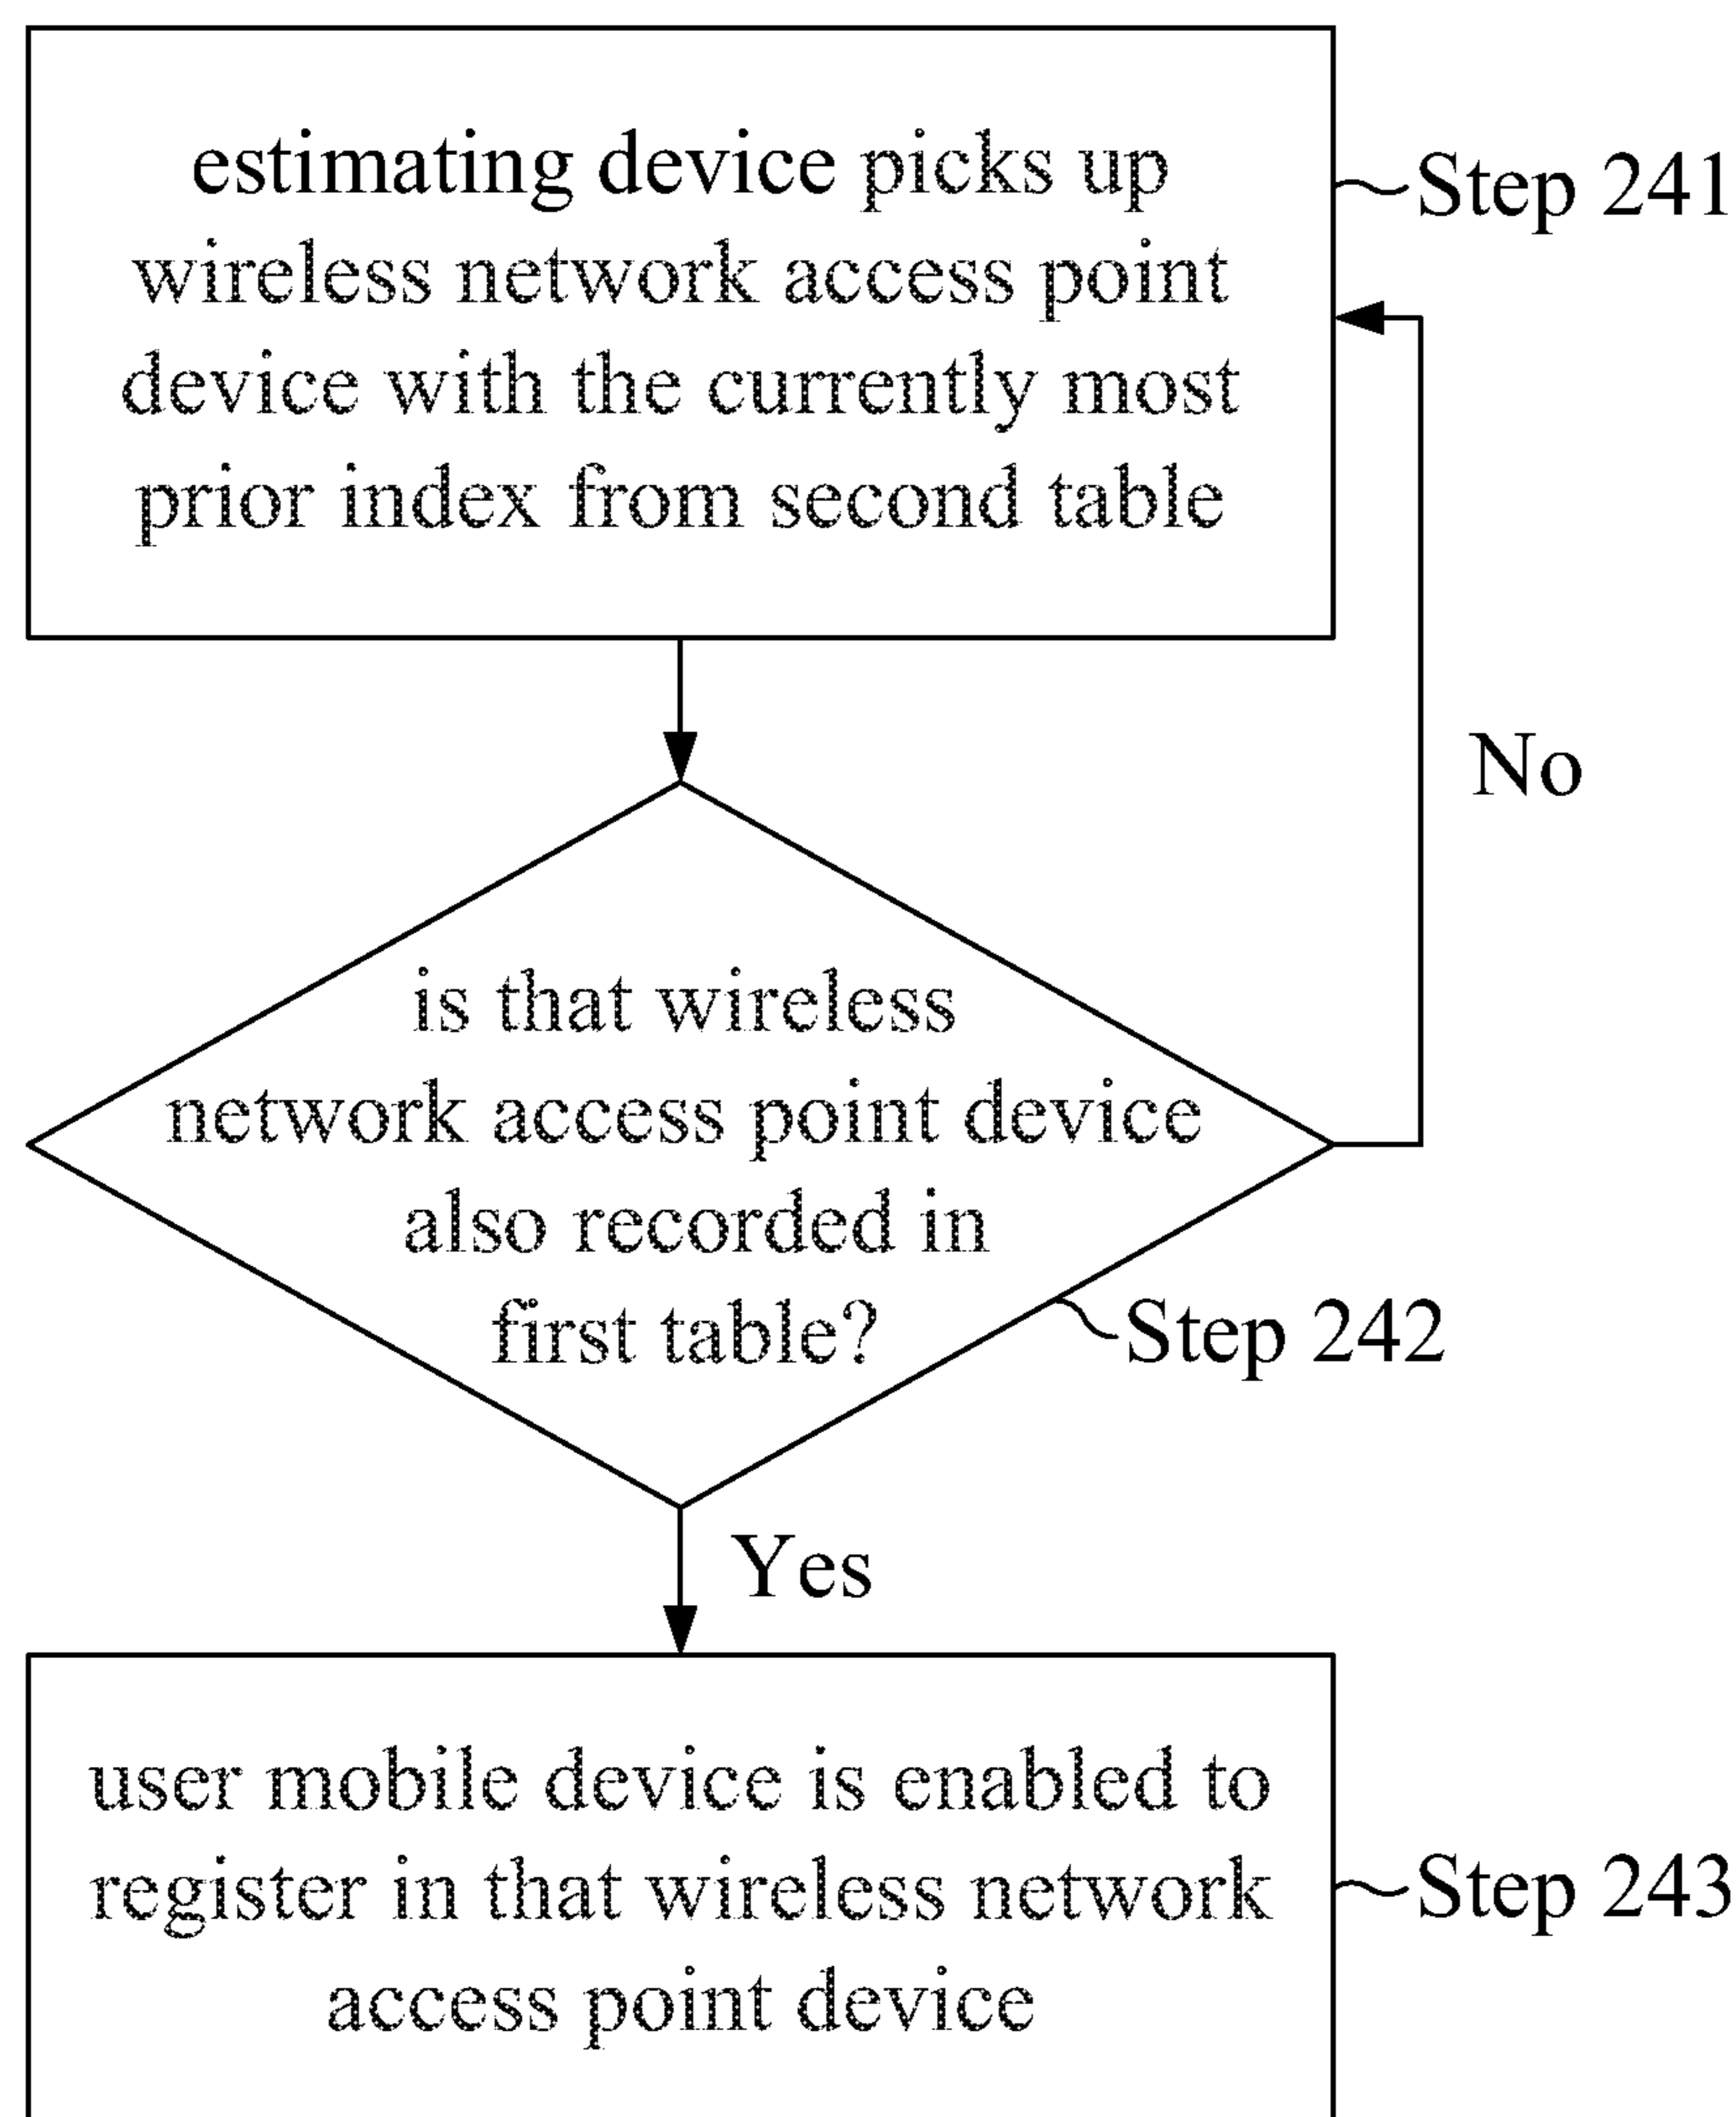 estimating device picks up
wireless network access point
device with the currently most
prior index from second table
Step 241
No
is that wireless
network access point device
also recorded in
first table?
Step 242
Yes
user mobile device is enabled to
register in that wireless network
access point device
Step 243